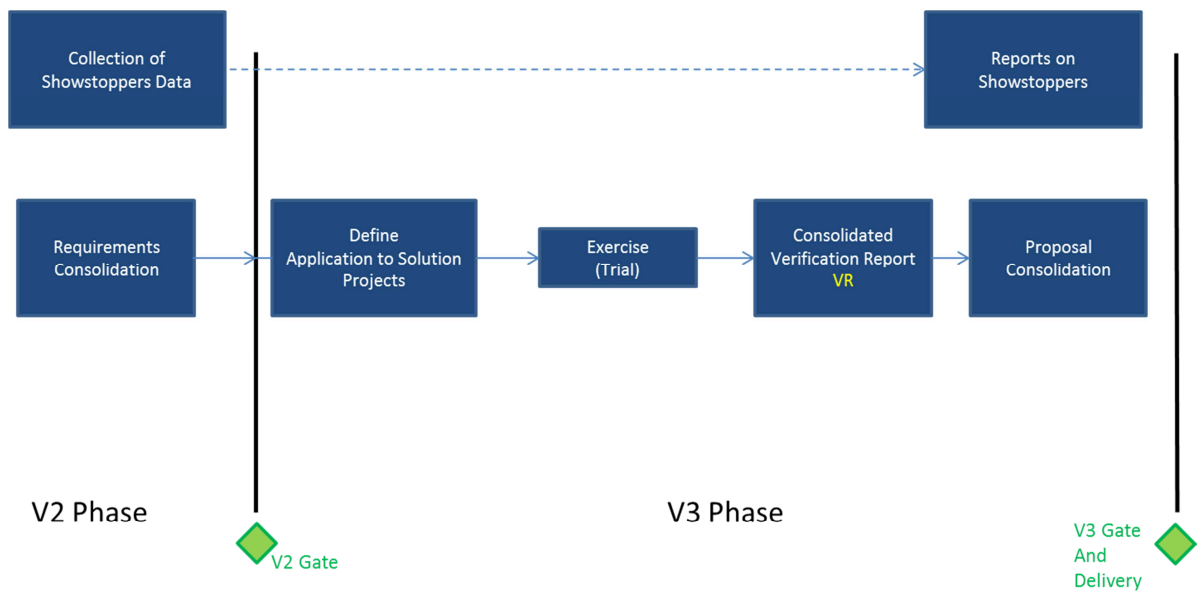 Collection of
Showstoppers Data
Reports on
Showstoppers
Requirements
Consolidation
Define
Application to Solution
Projects
Exercise
(Trial)
Consolidated
Verification Report
VR
Proposal
Consolidation
V2 Phase
V3 Phase
V2 Gate
V3 Gate
And
Delivery